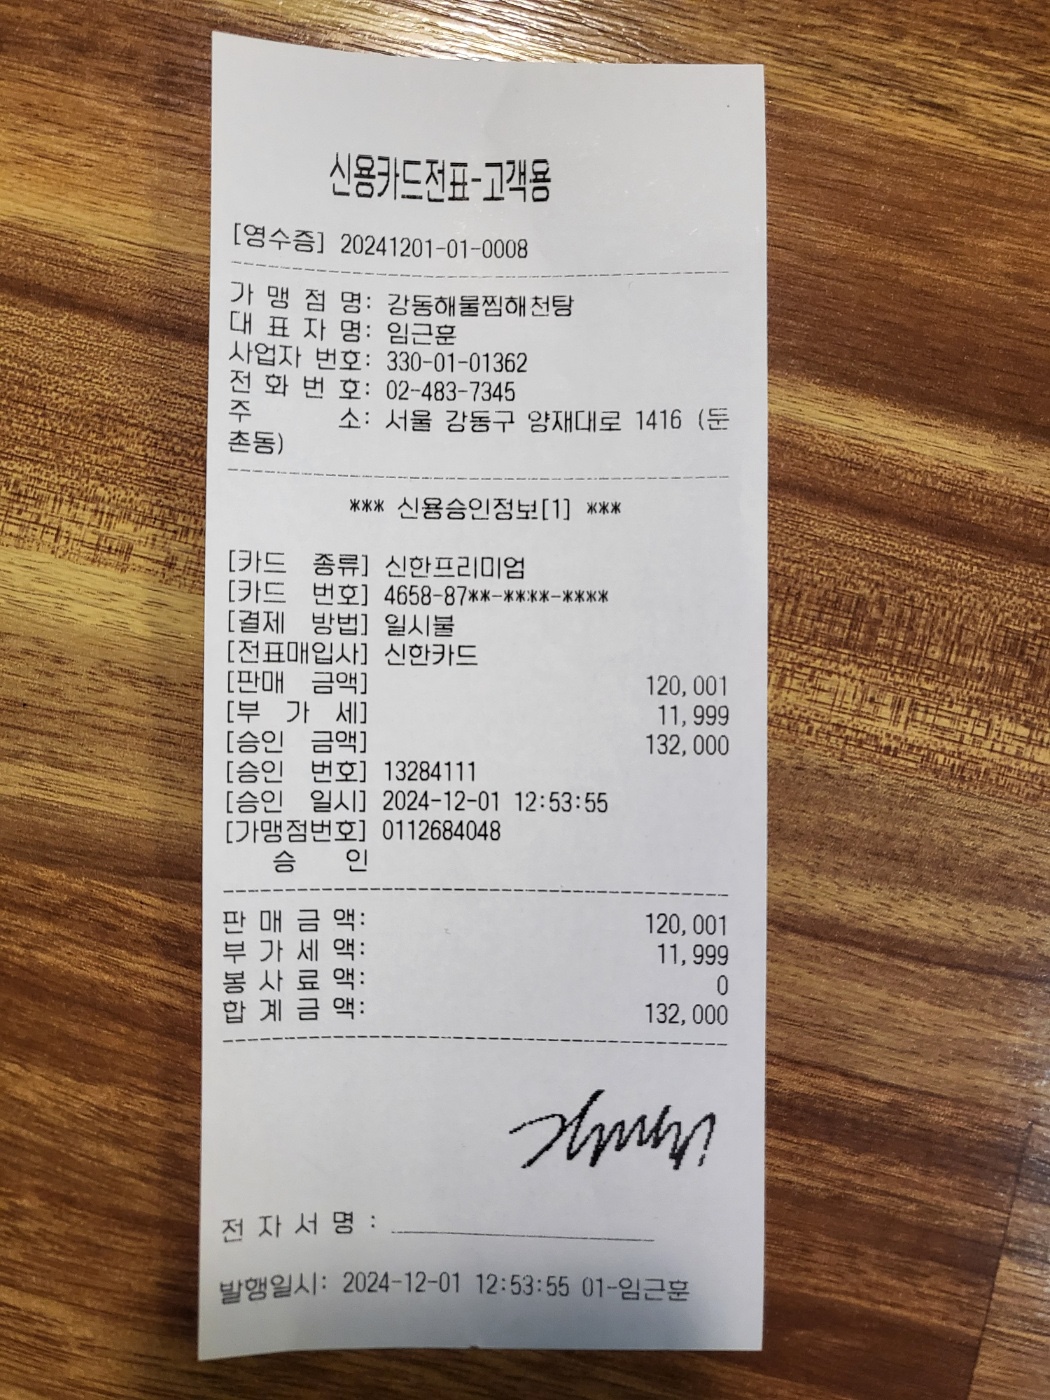 신용카드전표-고객용
[영수증] 20241201-01-0008
가 맹 점 명: 강동해물찜해천탕
대 표 자 명: 임근훈
사업자 번호: 330-01-01362
전 화 번 호: 02-483-7345
주 소: 서울 강동구 양재대로 1416 (둔
촌동)
*** 신용승인정보[1] ***
[카드 종류] 신한프리미엄
[카드 번호] 4658-87**-****-****
[결제 방법] 일시불
[전표매입사] 신한카드
[판매 금액] 120,001
[부 가 세] 11,999
[승인 금액] 132,000
[승인 번호] 13284111
[승인 일시] 2024-12-01 12:53:55
[가맹점번호] 0112684048
승 인
판 매 금 액: 120,001
부 가 세 액: 11,999
봉 사 료 액: 0
합 계 금 액: 132,000
전 자 서 명 :
발행일시: 2024-12-01 12:53:55 01-임근훈